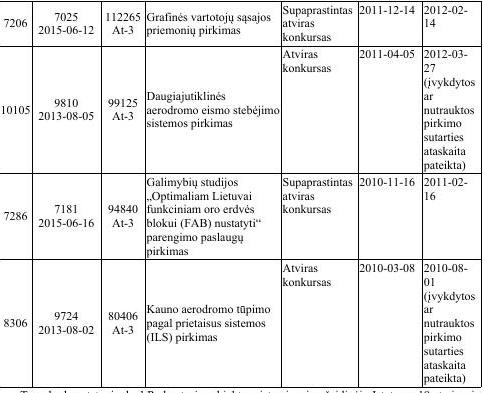 7206
7025
2015-06-12
112265
At-3
Grafinės vartotojų sąsajos
priemonių pirkimas
Supaprastintas
atviras
konkursas
2011-12-14
2012-02-
14
10105
9810
2013-08-05
99125
At-3
Daugiajutiklinės
aerodromo eismo stebėjimo
sistemos pirkimas
Atviras
konkursas
2011-04-05
2012-03-
27
(įvykdytos
ar
nutrauktos
pirkimo
sutarties
ataskaita
pateikta)
7286
7181
2015-06-16
94840
At-3
Galimybių studijos
„Optimaliam Lietuvai
funkciniam oro erdvės
blokui (FAB) nustatyti“
parengimo paslaugų
pirkimas
Supaprastintas
atviras
konkursas
2010-11-16
2011-02-
16
8306
9724
2013-08-02
80406
At-3
Kauno aerodromo tūpimo
pagal prietaisus sistemos
(ILS) pirkimas
Atviras
konkursas
2010-03-08
2010-08-
01
(įvykdytos
ar
nutrauktos
pirkimo
sutarties
ataskaita
pateikta)